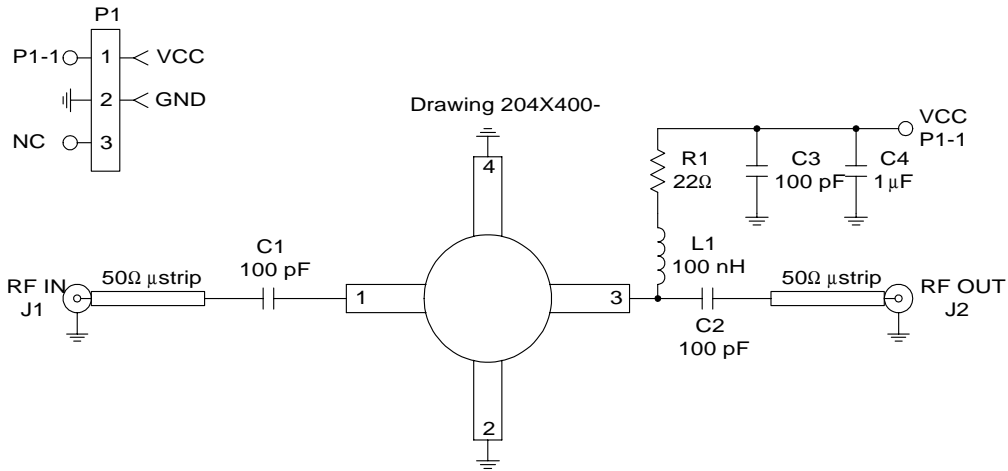 P1
P1-1
1
VCC
2
GND
NC
3
Drawing 204X400-
4
VCC
P1-1
R1
22Ω
C3
100 pF
C4
1 µF
C1
100 pF
L1
100 nH
RF IN
J1
50Ω µstrip
1
3
50Ω µstrip
RF OUT
J2
C2
100 pF
2